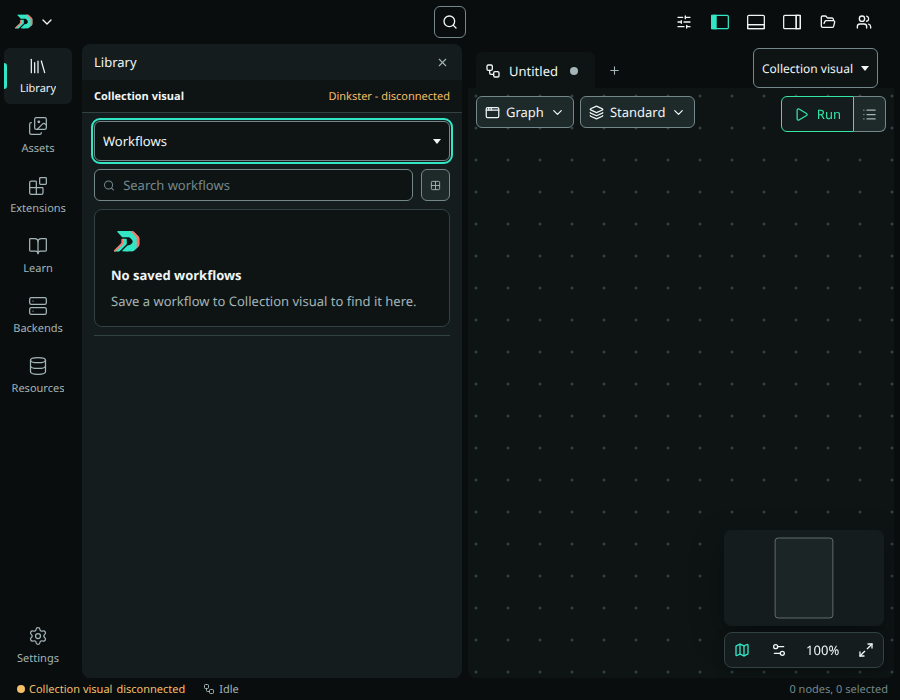 Library
Assets
Extensions
Learn
Backends
Resources
Settings
Library
Collection visual
Dinkster - disconnected
Workflows
Search workflows
No saved workflows
Save a workflow to Collection visual to find it here.
Untitled
Collection visual
Graph
Standard
Run
100%
Collection visual disconnected
Idle
0 nodes, 0 selected